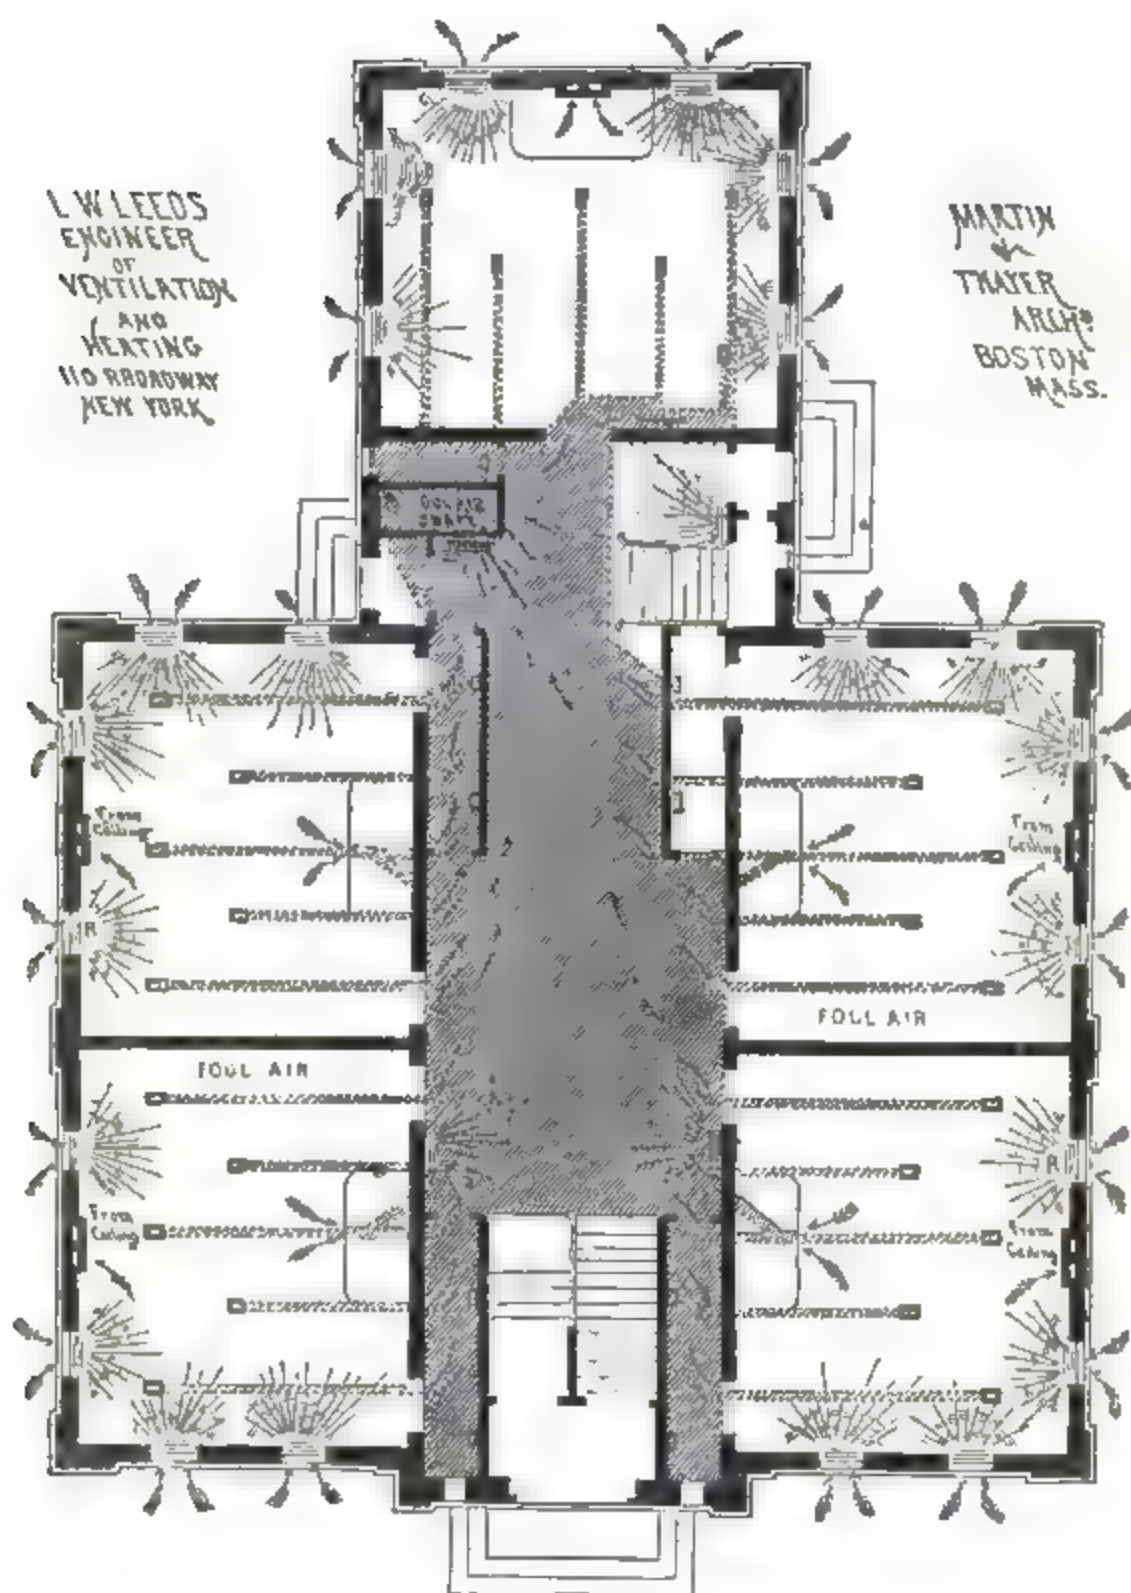 L W LEEDS
ENGINEER
OF
VENTILATION
AND
HEATING
110 BROADWAY
NEW YORK
MARTIN
&
THAYER
ARCHTS
BOSTON
MASS.
From
Ceiling
From
Ceiling
R
FOUL AIR
FOUL AIR
From
Ceiling
R
From
Ceiling